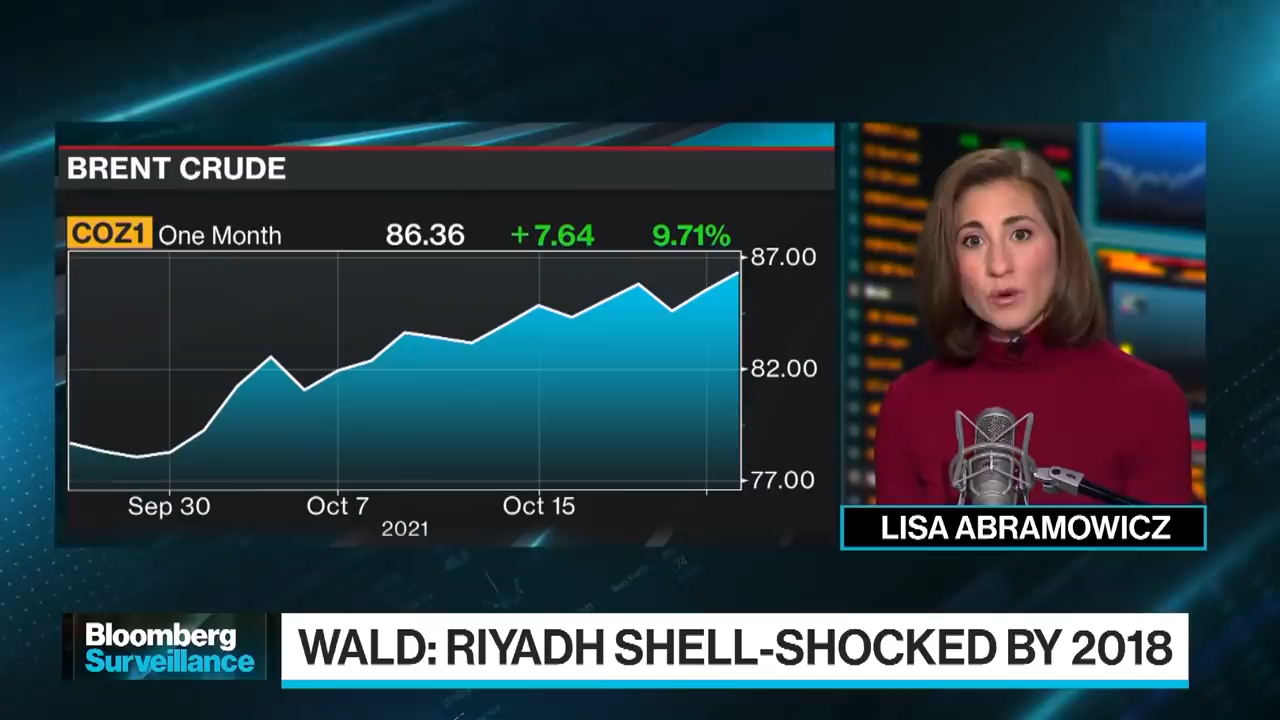 BRENT CRUDE
COZ1 One Month 86.36 +7.64 9.71%
87.00
82.00
77.00
Sep 30 Oct 7 Oct 15
2021
LISA ABRAMOWICZ
Bloomberg
Surveillance
WALD: RIYADH SHELL-SHOCKED BY 2018